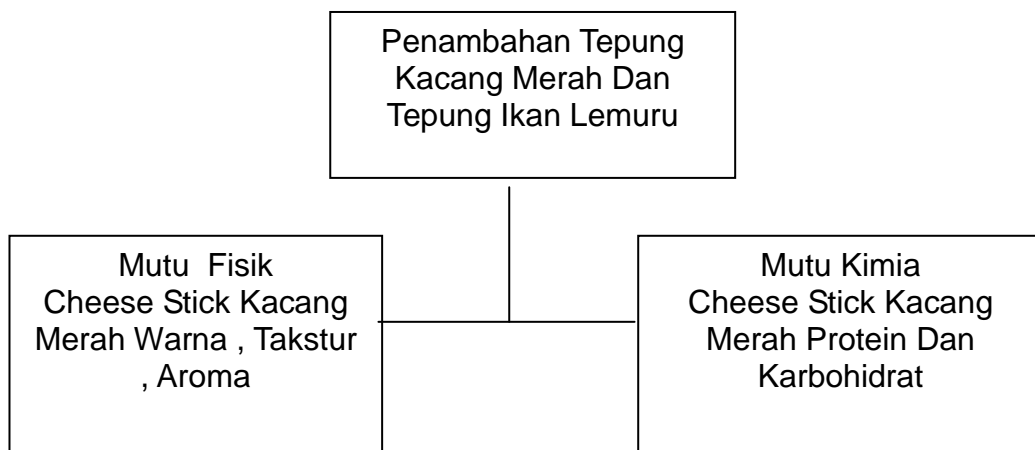 Penambahan Tepung
Kacang Merah Dan
Tepung Ikan Lemuru
Mutu Fisik
Cheese Stick Kacang
Merah Warna , Takstur
, Aroma
Mutu Kimia
Cheese Stick Kacang
Merah Protein Dan
Karbohidrat